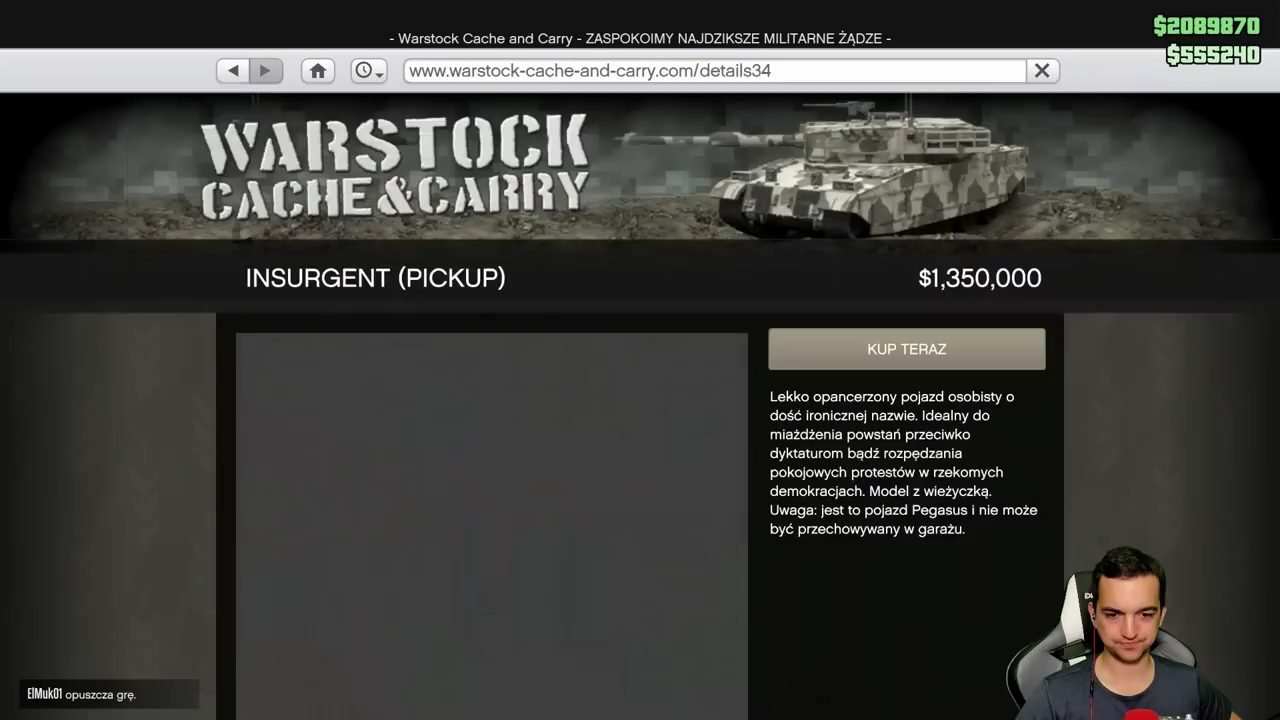 - Warstock Cache and Carry - ZASPOKOIMY NAJDZIKSZE MILITARNE ŻĄDZE -
$2089870
$555240
www.warstock-cache-and-carry.com/details34
WARSTOCK
CACHE&CARRY
INSURGENT (PICKUP)
$1,350,000
KUP TERAZ
Lekko opancerzony pojazd osobisty o
dość ironicznej nazwie. Idealny do
miażdżenia powstań przeciwko
dyktaturom bądź rozpędzania
pokojowych protestów w rzekomych
demokracjach. Model z wieżyczką.
Uwaga: jest to pojazd Pegasus i nie może
być przechowywany w garażu.
ElMuk01 opuszcza grę.